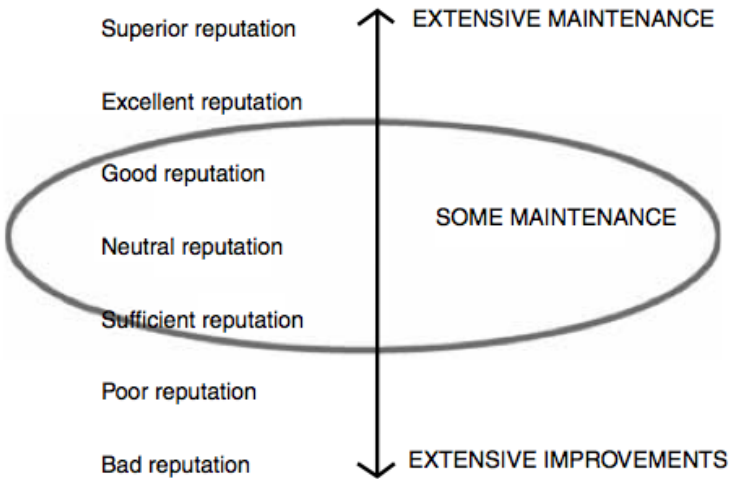 Superior reputation
EXTENSIVE MAINTENANCE
Excellent reputation
Good reputation
SOME MAINTENANCE
Neutral reputation
Sufficient reputation
Poor reputation
Bad reputation
EXTENSIVE IMPROVEMENTS